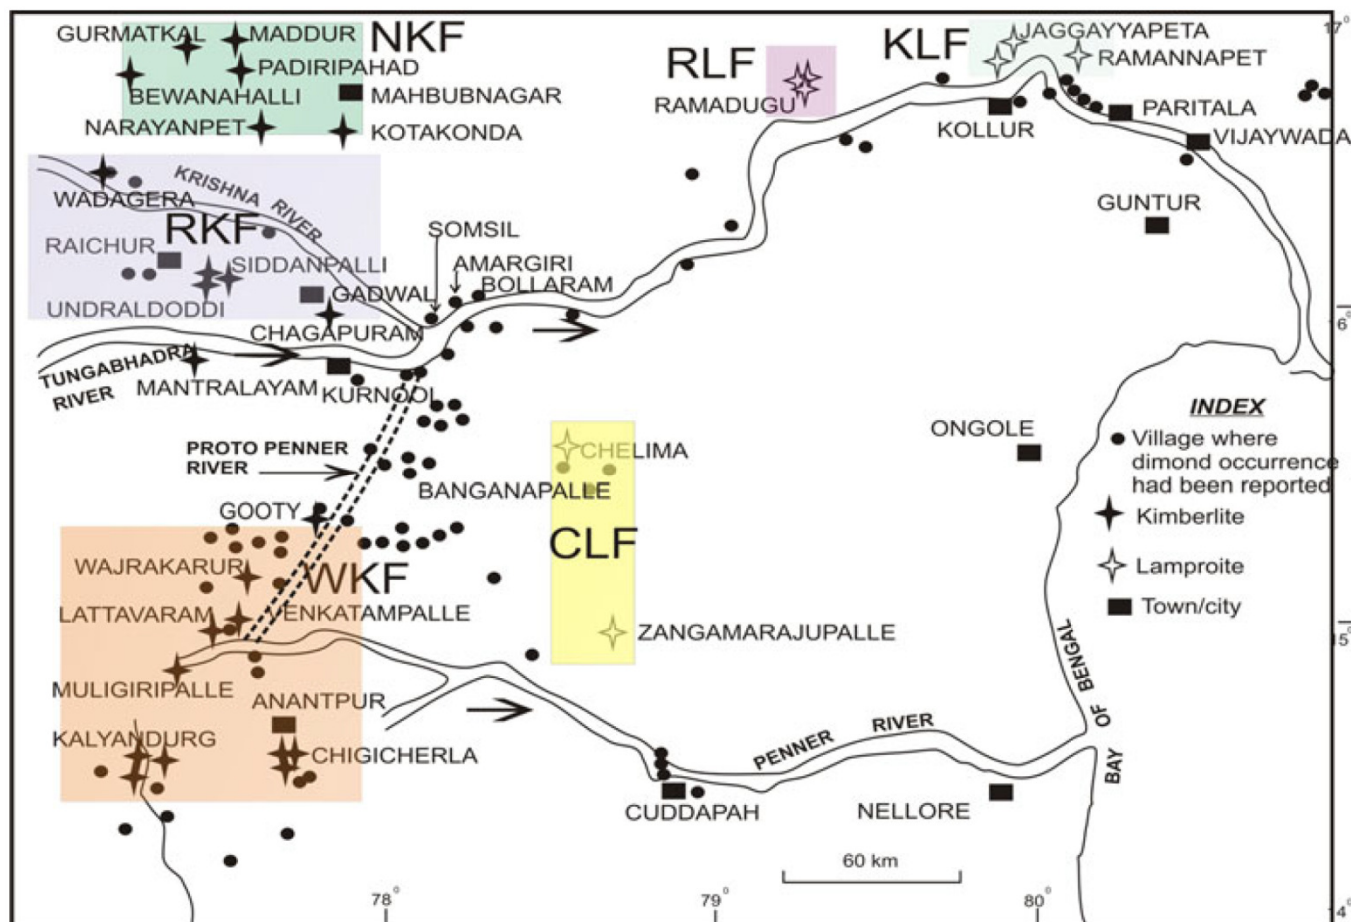 GURMATKAL
MADDUR
NKF
PADIRIPAHAD
BEWANAHALLI
MAHBUBNAGAR
NARAYANPET
KOTAKONDA
RLF
RAMADUGU
KLF
JAGGAYYAPETA
RAMANNAPET
17°
KOLLUR
PARITALA
VIJAYWADA
GUNTUR
WADAGERA
KRISHNA RIVER
RKF
RAICHUR
SIDDANPALLI
UNDRALDODDI
GADWAL
CHAGAPURAM
SOMSIL
AMARGIRI
BOLLARAM
6°
TUNGABHADRA
RIVER
MANTRALAYAM
KURNOOL
PROTO PENNER
RIVER
CHELIMA
BANGANAPALLE
CLF
ZANGAMARAJUPALLE
ONGOLE
INDEX
Village where
dimond occurrence
had been reported
Kimberlite
Lamproite
Town/city
GOOTY
WAJRAKARUR
WKF
LATTAVARAM
VENKATAMPALLE
MULIGIRIPALLE
ANANTPUR
KALYANDURG
CHIGICHERLA
5°
PENNER RIVER
BAY OF BENGAL
CUDDAPAH
NELLORE
60 km
78°
79°
80°
4°